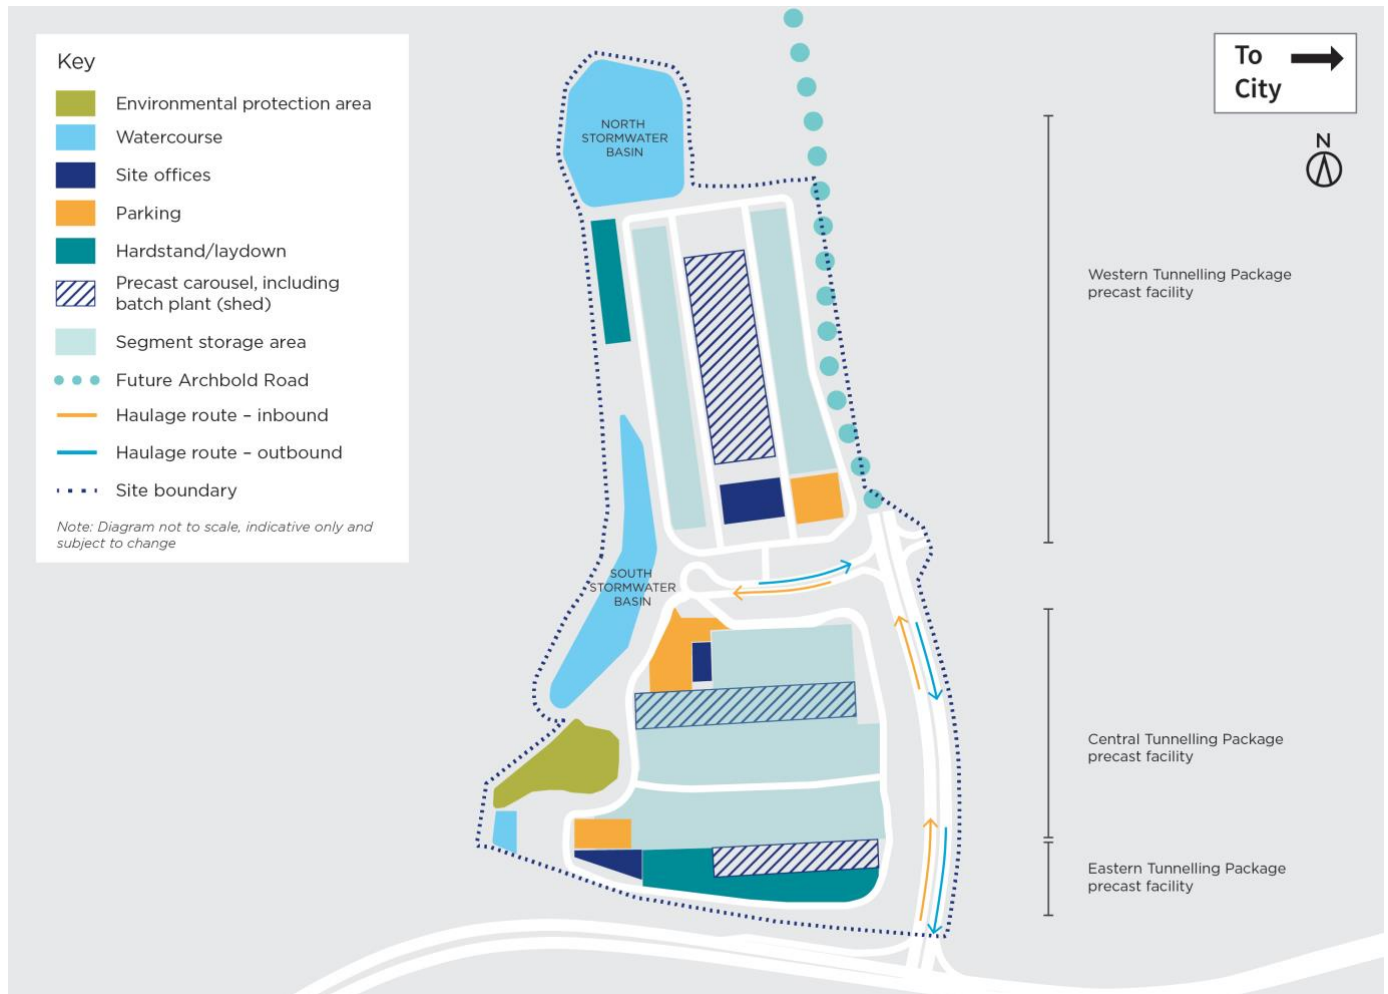 Key
Environmental protection area
Watercourse
Site offices
Parking
Hardstand/laydown
Precast carousel, including
batch plant (shed)
Segment storage area
Future Archbold Road
Haulage route – inbound
Haulage route – outbound
Site boundary
Note: Diagram not to scale, indicative only and
subject to change
NORTH
STORMWATER
BASIN
SOUTH
STORMWATER
BASIN
To
City
N
Western Tunnelling Package
precast facility
Central Tunnelling Package
precast facility
Eastern Tunnelling Package
precast facility